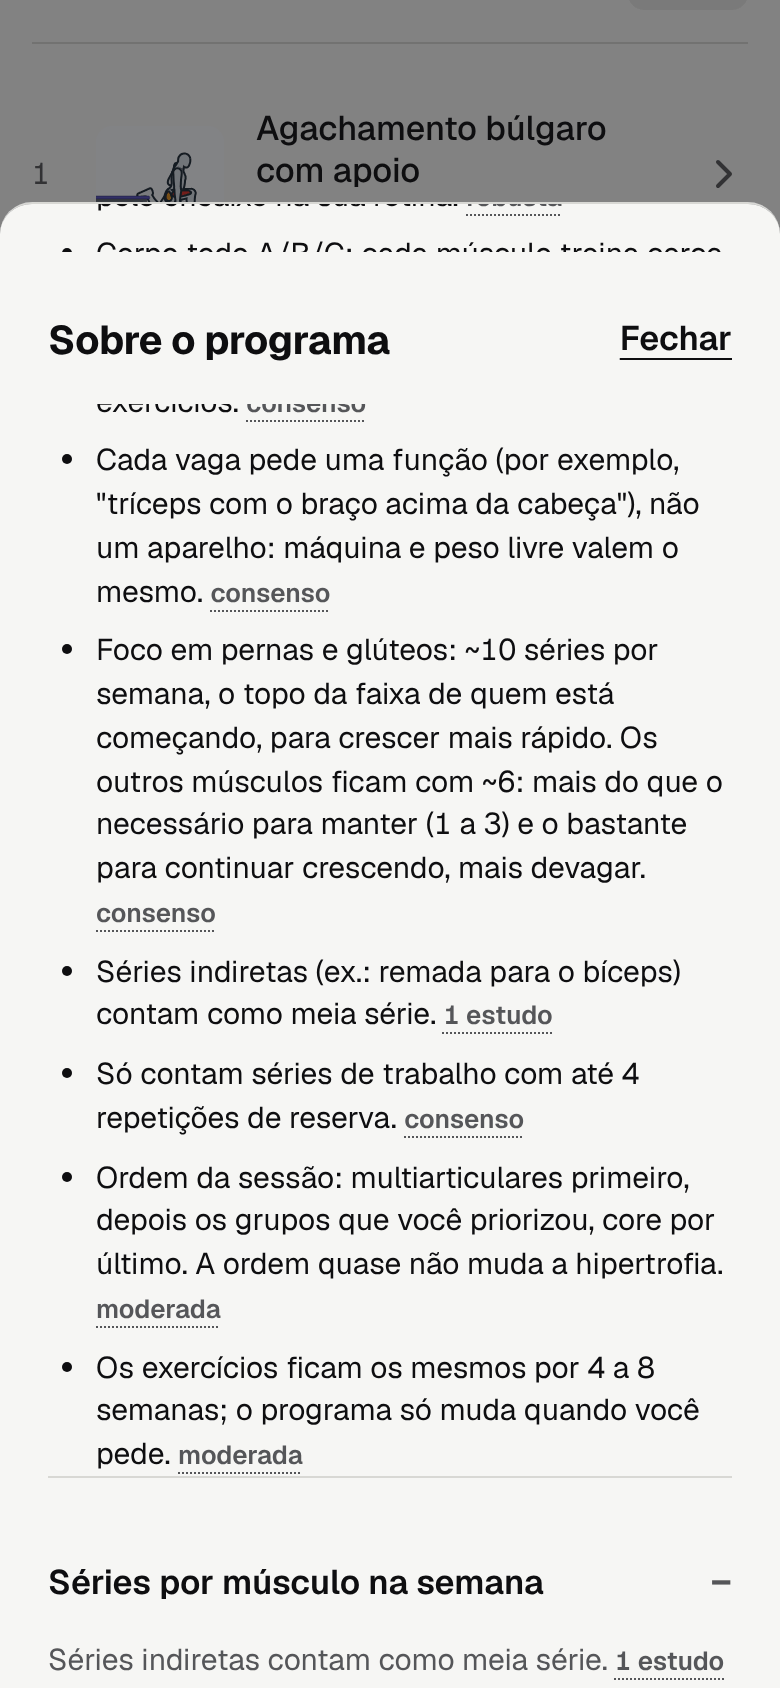 1
Agachamento búlgaro
com apoio
Sobre o programa
Fechar
exercícios. consenso
Cada vaga pede uma função (por exemplo,
"tríceps com o braço acima da cabeça"), não
um aparelho: máquina e peso livre valem o
mesmo. consenso
Foco em pernas e glúteos: ~10 séries por
semana, o topo da faixa de quem está
começando, para crescer mais rápido. Os
outros músculos ficam com ~6: mais do que o
necessário para manter (1 a 3) e o bastante
para continuar crescendo, mais devagar.
consenso
Séries indiretas (ex.: remada para o bíceps)
contam como meia série. 1 estudo
Só contam séries de trabalho com até 4
repetições de reserva. consenso
Ordem da sessão: multiarticulares primeiro,
depois os grupos que você priorizou, core por
último. A ordem quase não muda a hipertrofia.
moderada
Os exercícios ficam os mesmos por 4 a 8
semanas; o programa só muda quando você
pede. moderada
Séries por músculo na semana
Séries indiretas contam como meia série. 1 estudo